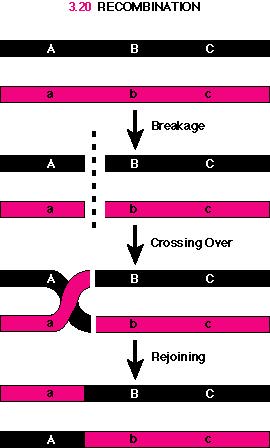 3.20 RECOMBINATION
A B C
a b c
Breakage
A B C
a b c
Crossing Over
A B C
a b c
Rejoining
a B C
A b c